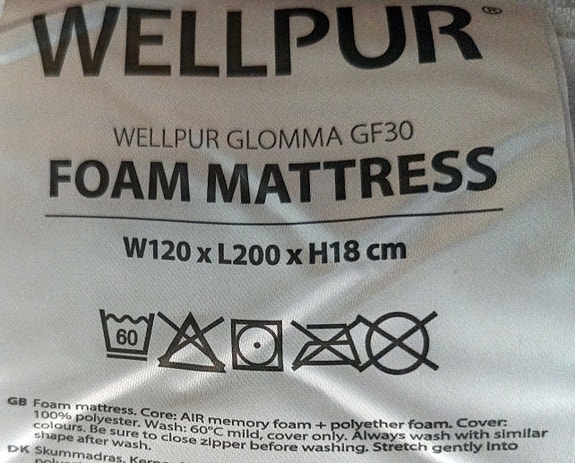 WELLPUR®
WELLPUR GLOMMA GF30
FOAM MATTRESS
W120 x L200 x H18 cm
60
GB Foam mattress. Core: AIR memory foam + polyether foam. Cover:
100% polyester. Wash: 60°C mild, cover only. Always wash with similar
colours. Be sure to close zipper before washing. Stretch gently into
shape after wash.
DK Skummadras.